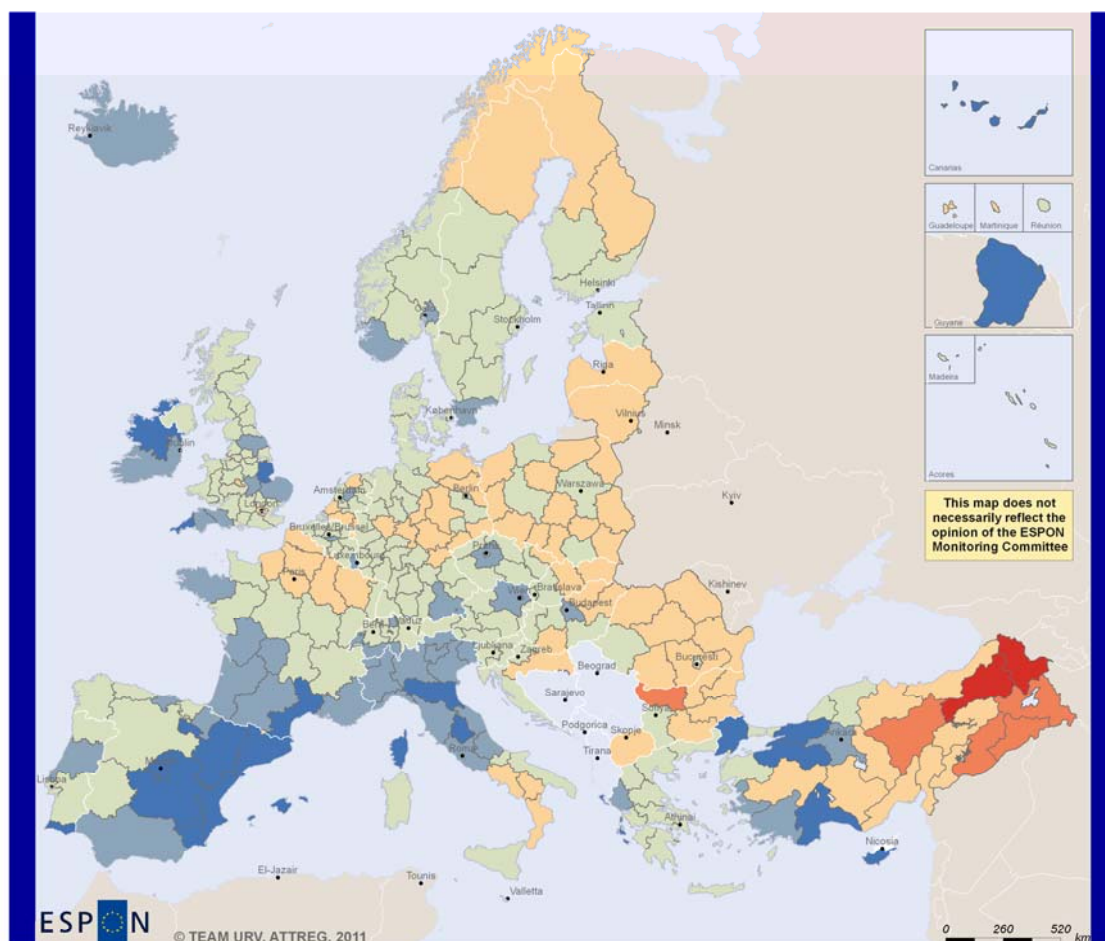 Reykjavik
Canarias
Guadeloupe
Martinique
Réunion
Guyane
Madeira
Acores
This map does not
necessarily reflect the
opinion of the ESPON
Monitoring Committee
Helsinki
Tallinn
Stockholm
Riga
København
Vilnius
Minsk
Dublin
Amsterdam
Berlin
Warszawa
London
Kyiv
Bruxelles/Brussel
Luxembourg
Praha
Paris
Kishinev
Wien
Bratislava
Budapest
Bern
Vaduz
Ljubljana
Zagreb
Bucuresti
Beograd
Sarajevo
Sofiya
Podgorica
Skopje
Roma
Tirana
Ankara
Lisboa
Athinai
Nicosia
El-Jazair
Tounis
Valletta
ESPON
© TEAM URV, ATTREG, 2011
0 260 520
km